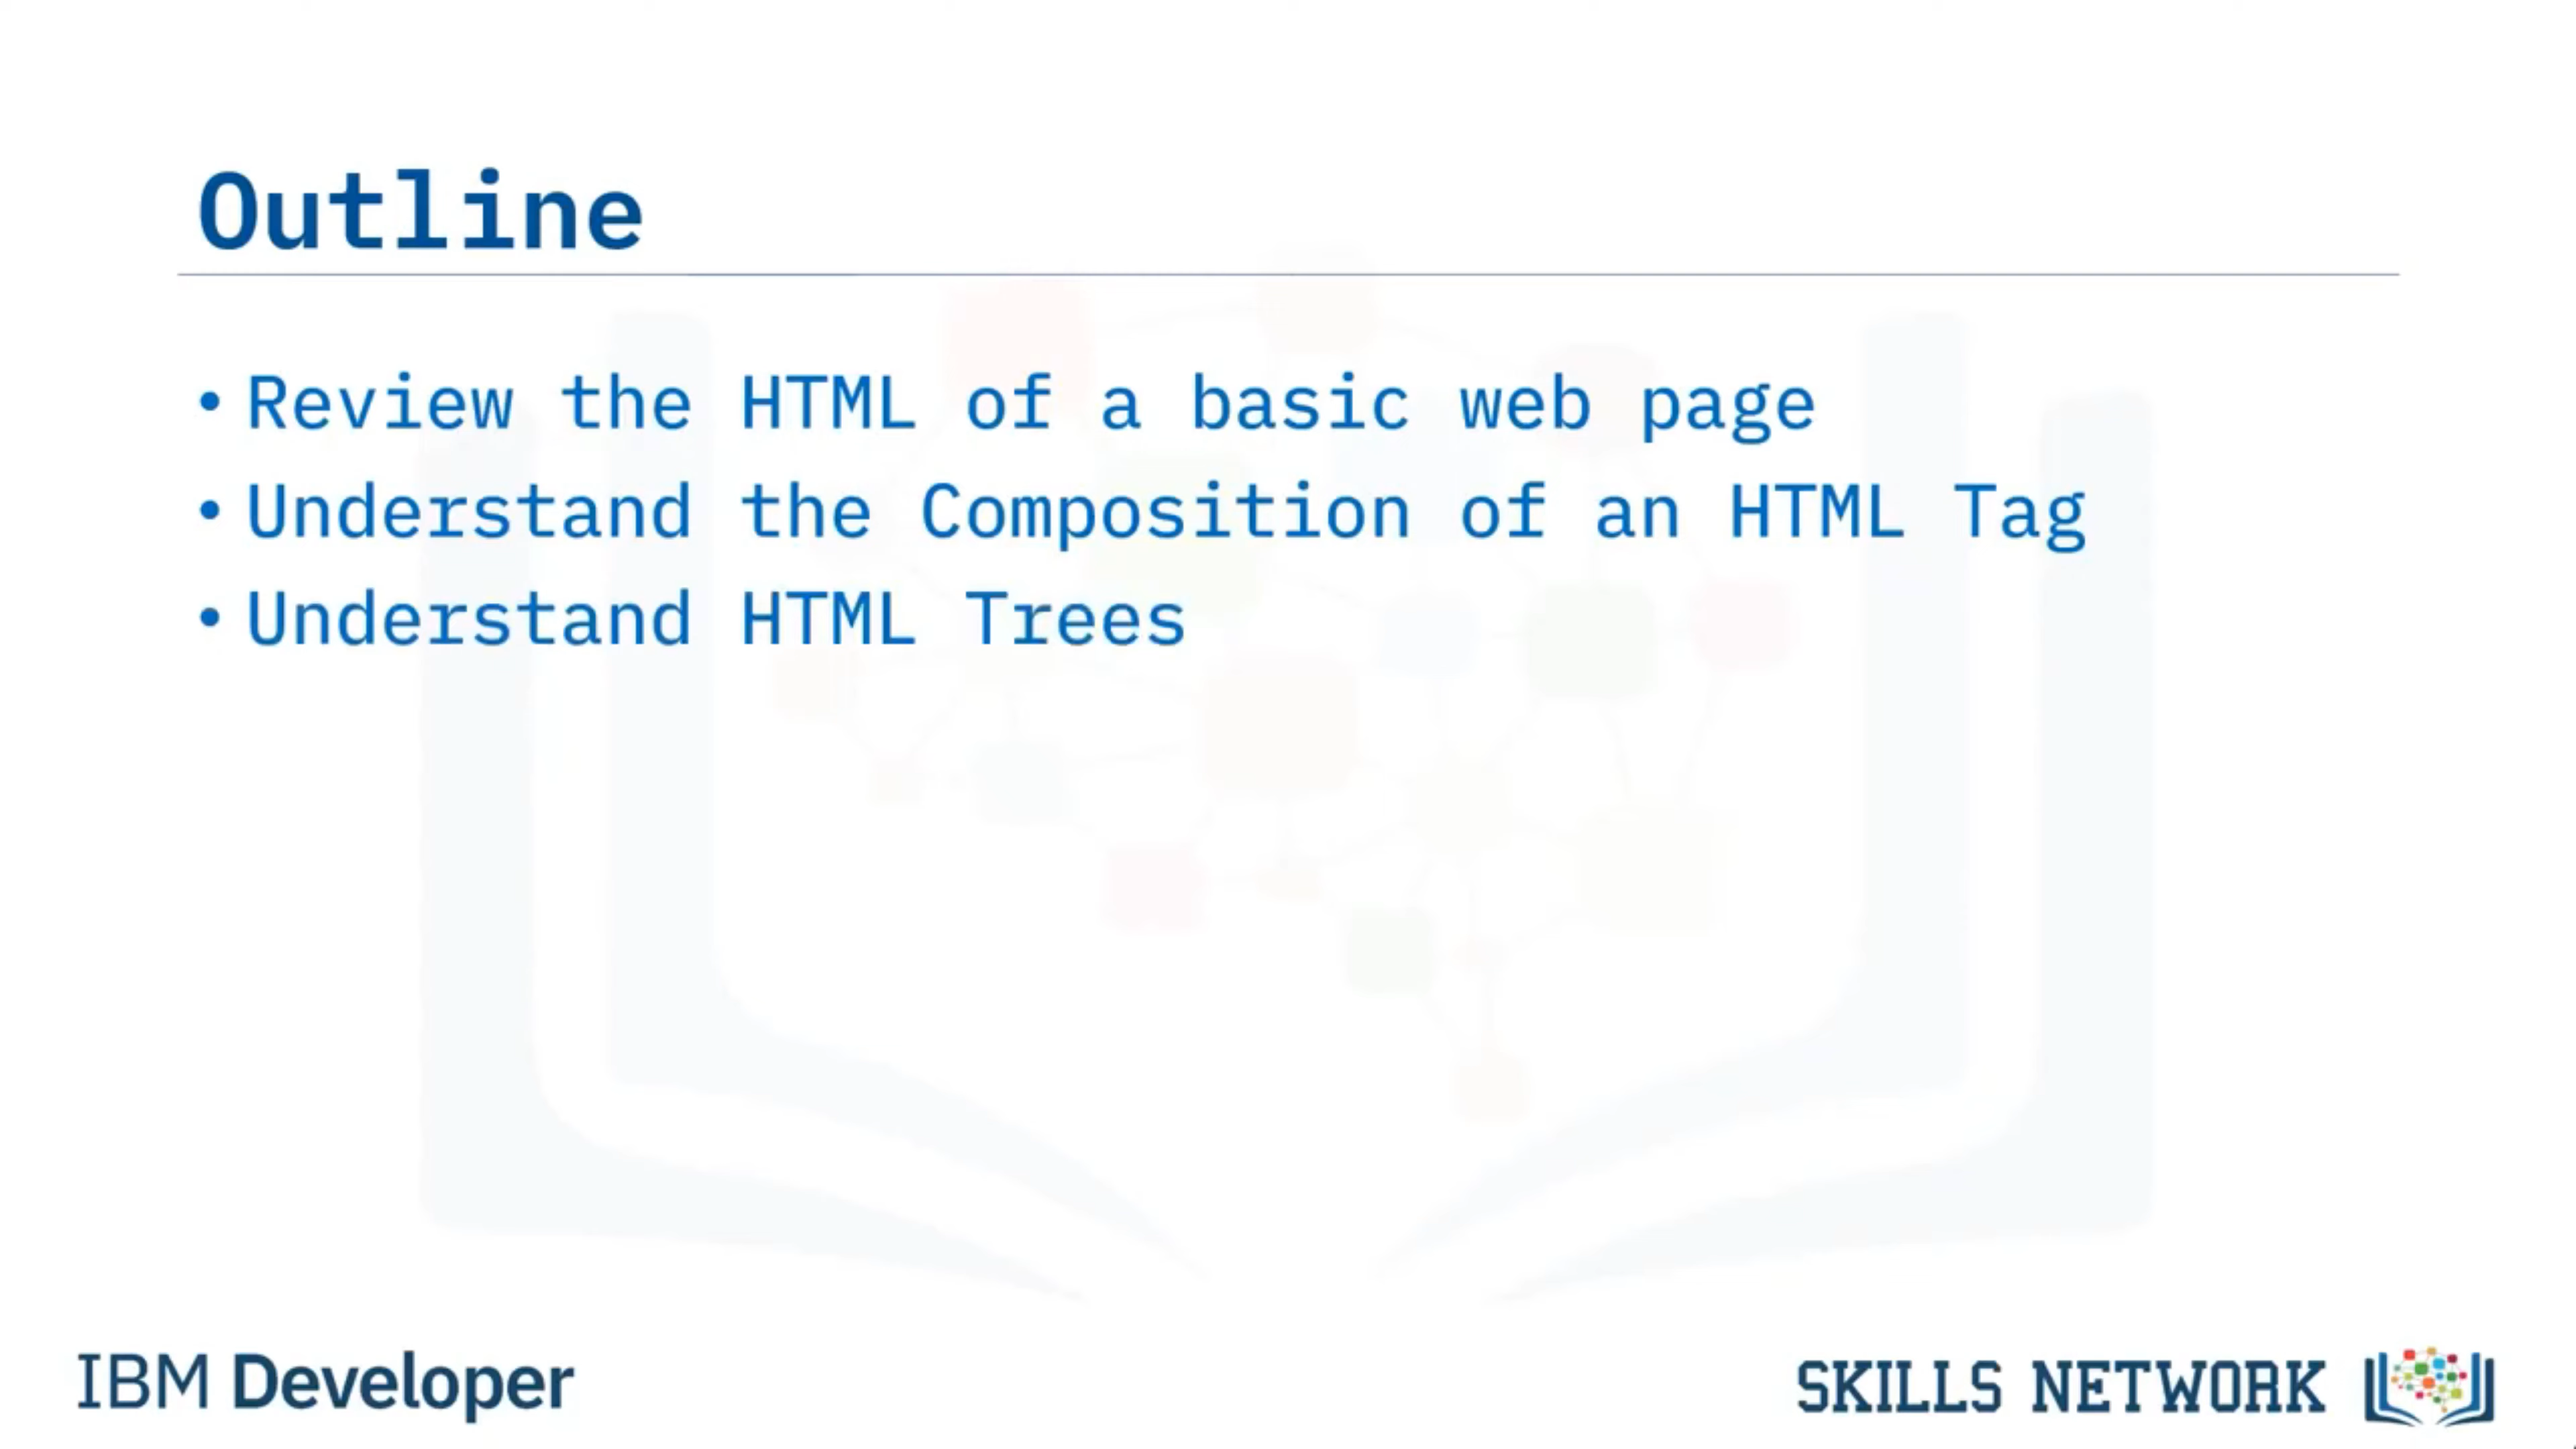 Outline
• Review the HTML of a basic web page
• Understand the Composition of an HTML Tag
• Understand HTML Trees
IBM Developer
SKILLS NETWORK